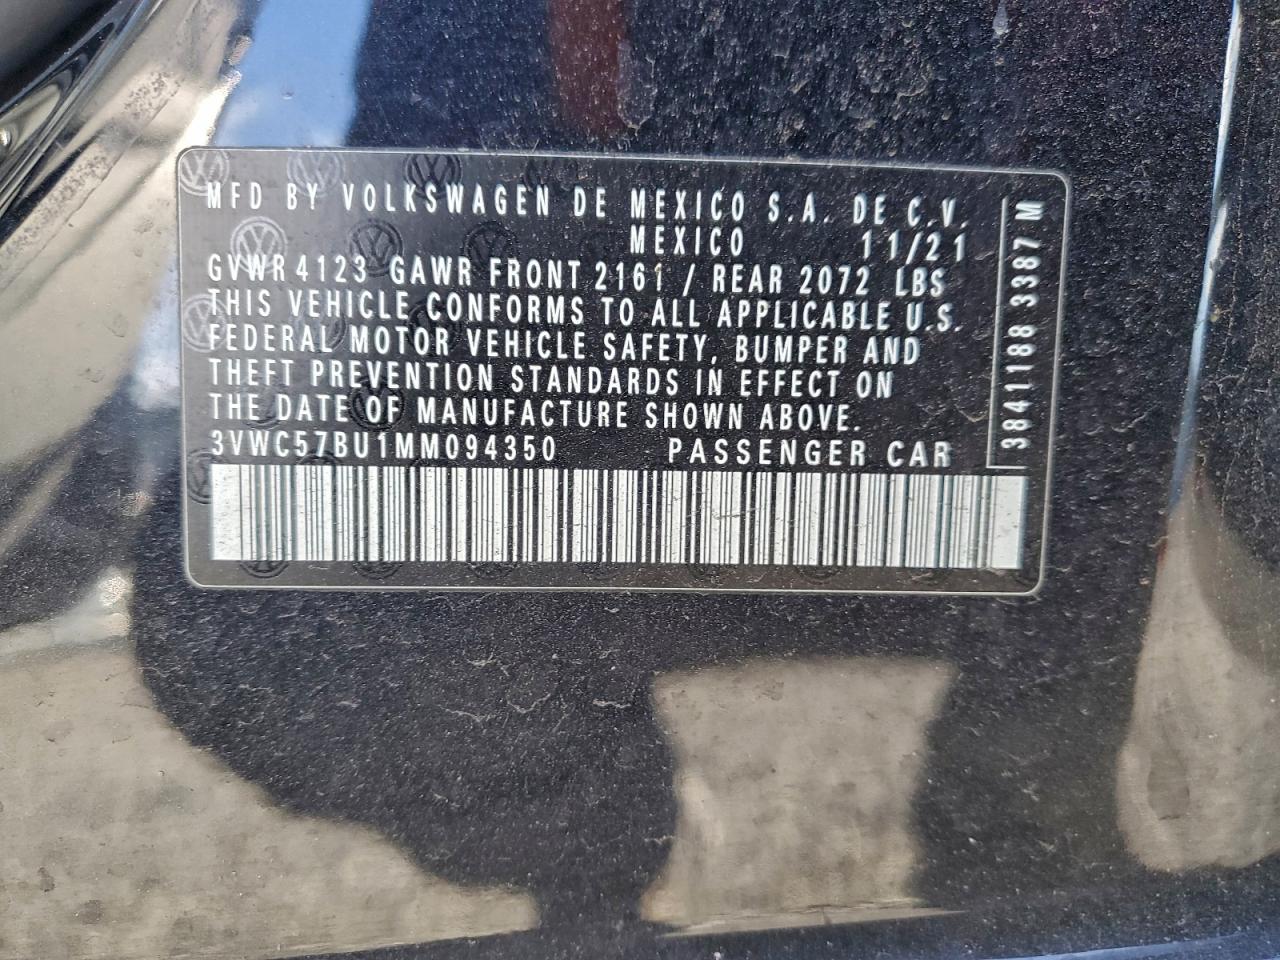 MFD BY VOLKSWAGEN DE MEXICO S.A. DE C.V.
MEXICO 11/21
GVWR 4123 GAWR FRONT 2161 / REAR 2072 LBS
THIS VEHICLE CONFORMS TO ALL APPLICABLE U.S.
FEDERAL MOTOR VEHICLE SAFETY, BUMPER AND
THEFT PREVENTION STANDARDS IN EFFECT ON
THE DATE OF MANUFACTURE SHOWN ABOVE.
3VWC57BU1MM094350 PASSENGER CAR
3841188 3387 M